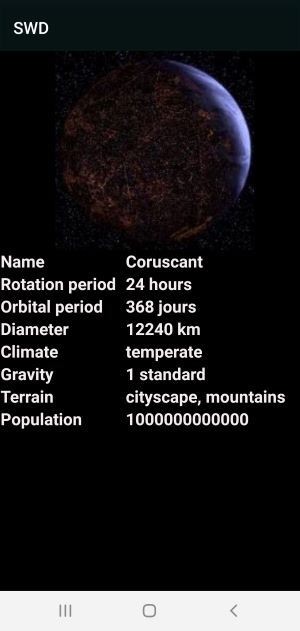 SWD
Name Coruscant
Rotation period 24 hours
Orbital period 368 jours
Diameter 12240 km
Climate temperate
Gravity 1 standard
Terrain cityscape, mountains
Population 1000000000000